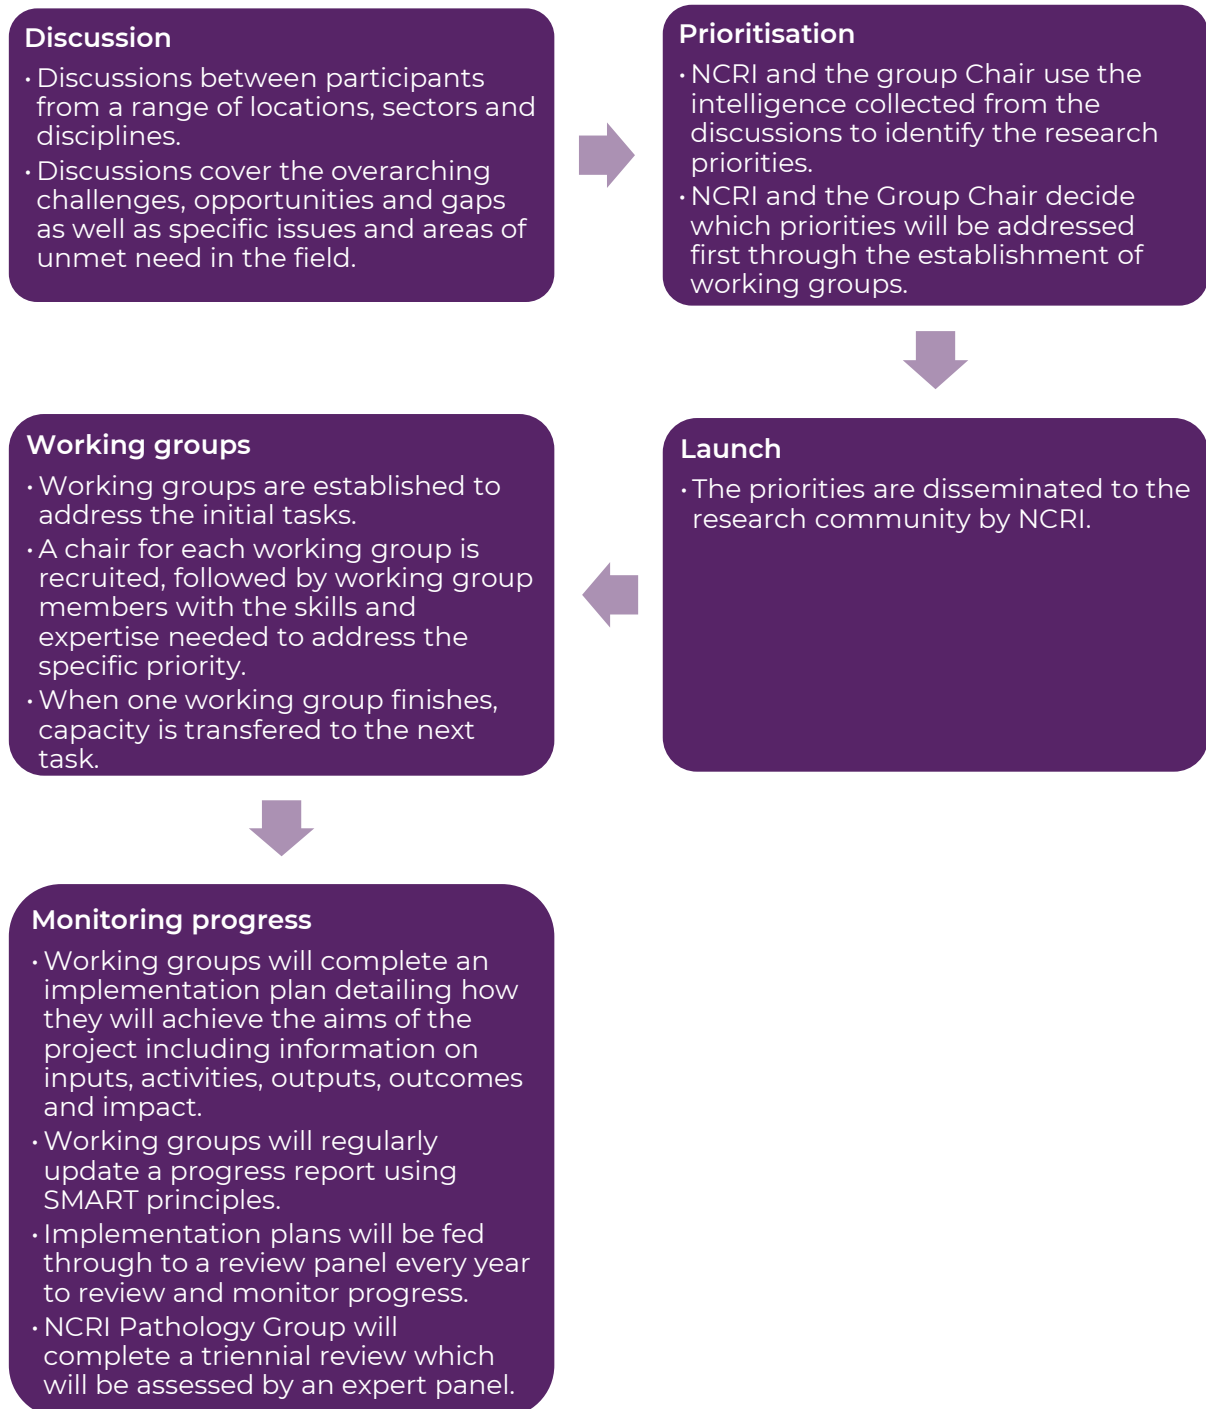 Discussion
· Discussions between participants
from a range of locations, sectors and
disciplines.
· Discussions cover the overarching
challenges, opportunities and gaps
as well as specific issues and areas of
unmet need in the field.
Prioritisation
· NCRI and the group Chair use the
intelligence collected from the
discussions to identify the research
priorities.
· NCRI and the Group Chair decide
which priorities will be addressed
first through the establishment of
working groups.
Launch
· The priorities are disseminated to the
research community by NCRI.
Working groups
· Working groups are established to
address the initial tasks.
· A chair for each working group is
recruited, followed by working group
members with the skills and
expertise needed to address the
specific priority.
· When one working group finishes,
capacity is transfered to the next
task.
Monitoring progress
· Working groups will complete an
implementation plan detailing how
they will achieve the aims of the
project including information on
inputs, activities, outputs, outcomes
and impact.
· Working groups will regularly
update a progress report using
SMART principles.
· Implementation plans will be fed
through to a review panel every year
to review and monitor progress.
· NCRI Pathology Group will
complete a triennial review which
will be assessed by an expert panel.